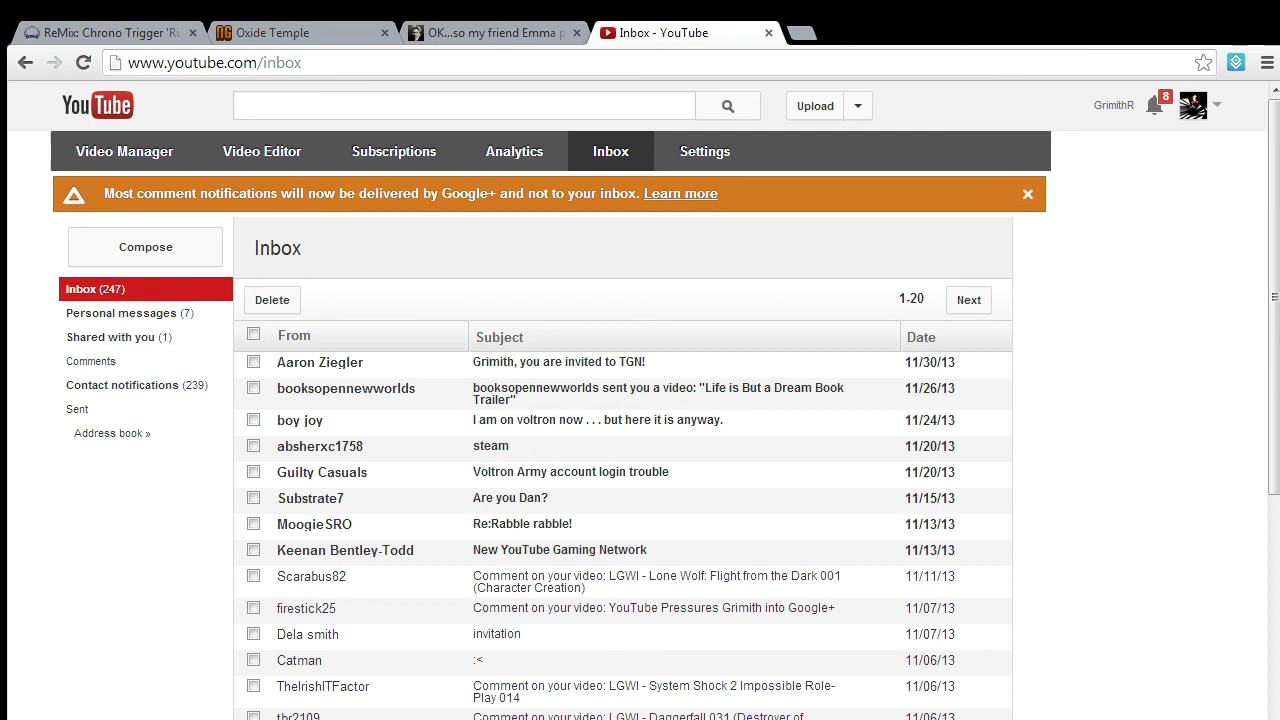 ReMix: Chrono Trigger 'Ru
Oxide Temple
OK...so my friend Emma p
Inbox - YouTube
www.youtube.com/inbox
YouTube
Upload
GrimithR
8
Video Manager
Video Editor
Subscriptions
Analytics
Inbox
Settings
Most comment notifications will now be delivered by Google+ and not to your inbox. Learn more
Compose
Inbox (247)
Personal messages (7)
Shared with you (1)
Comments
Contact notifications (239)
Sent
Address book »
Inbox
Delete
1-20
Next
From Subject Date
Aaron Ziegler Grimith, you are invited to TGN! 11/30/13
booksopennewworlds booksopennewworlds sent you a video: "Life is But a Dream Book 11/26/13
Trailer"
boy joy I am on voltron now . . . but here it is anyway. 11/24/13
absherxc1758 steam 11/20/13
Guilty Casuals Voltron Army account login trouble 11/20/13
Substrate7 Are you Dan? 11/15/13
MoogieSRO Re:Rabble rabble! 11/13/13
Keenan Bentley-Todd New YouTube Gaming Network 11/13/13
Scarabus82 Comment on your video: LGWI - Lone Wolf: Flight from the Dark 001 11/11/13
(Character Creation)
firestick25 Comment on your video: YouTube Pressures Grimith into Google+ 11/07/13
Dela smith invitation 11/07/13
Catman :< 11/06/13
TheIrishITFactor Comment on your video: LGWI - System Shock 2 Impossible Role- 11/06/13
Play 014
tbr2109 Comment on your video: LGWI - Daggerfall 031 (Destroyer of